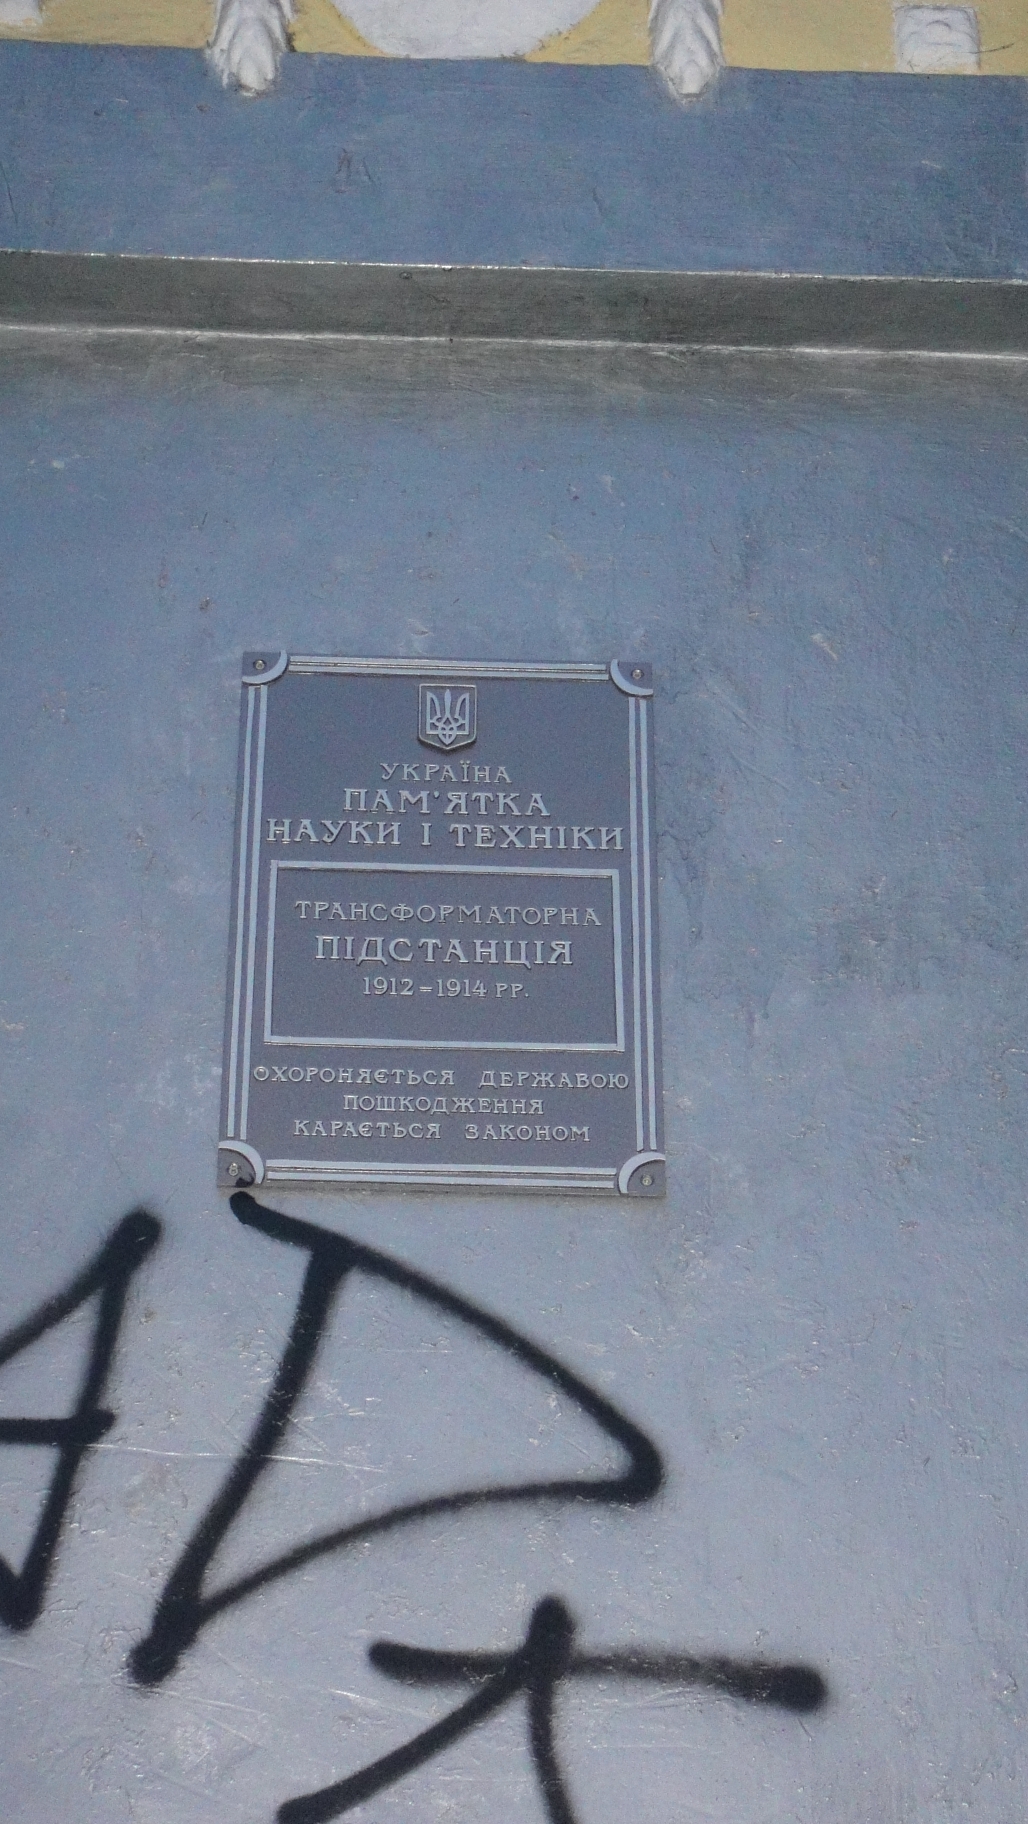 УКРАЇНА
ПАМ'ЯТКА
НАУКИ І ТЕХНІКИ
ТРАНСФОРМАТОРНА
ПІДСТАНЦІЯ
1912-1914 РР.
ОХОРОНЯЄТЬСЯ ДЕРЖАВОЮ
ПОШКОДЖЕННЯ
КАРАЄТЬСЯ ЗАКОНОМ